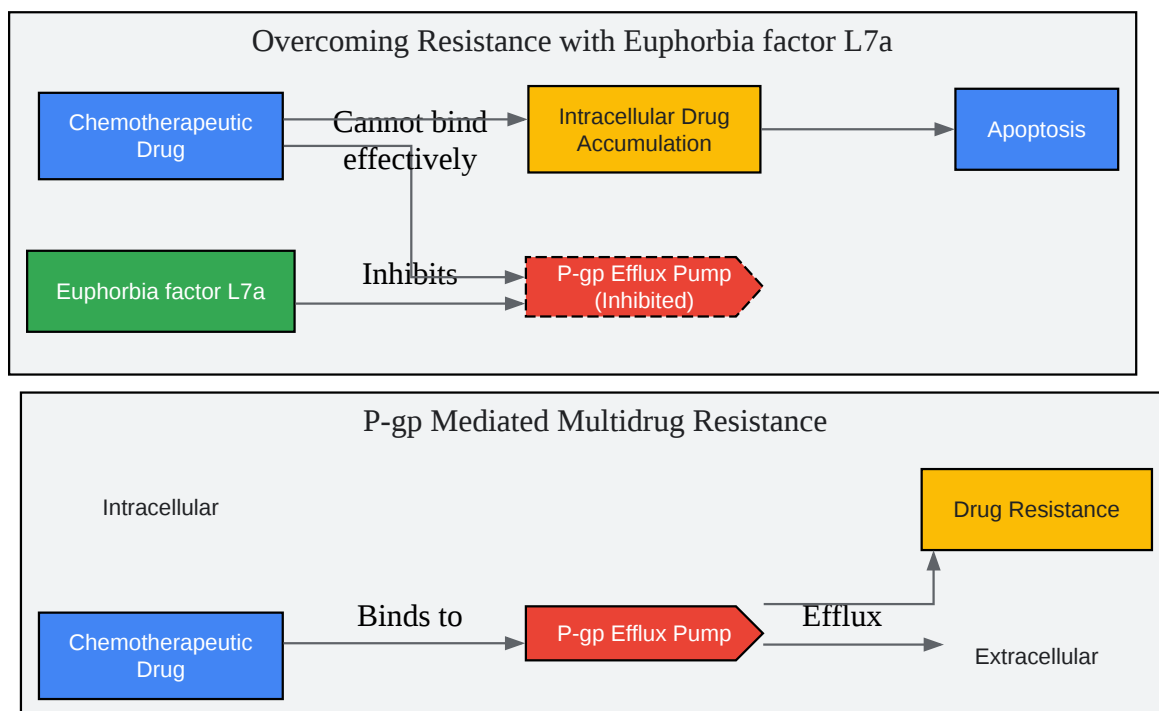 Overcoming Resistance with Euphorbia factor L7a
Chemotherapeutic
Drug
Cannot bind
effectively
Intracellular Drug
Accumulation
Apoptosis
Euphorbia factor L7a
Inhibits
P-gp Efflux Pump
(Inhibited)
P-gp Mediated Multidrug Resistance
Intracellular
Drug Resistance
Chemotherapeutic
Drug
Binds to
P-gp Efflux Pump
Efflux
Extracellular